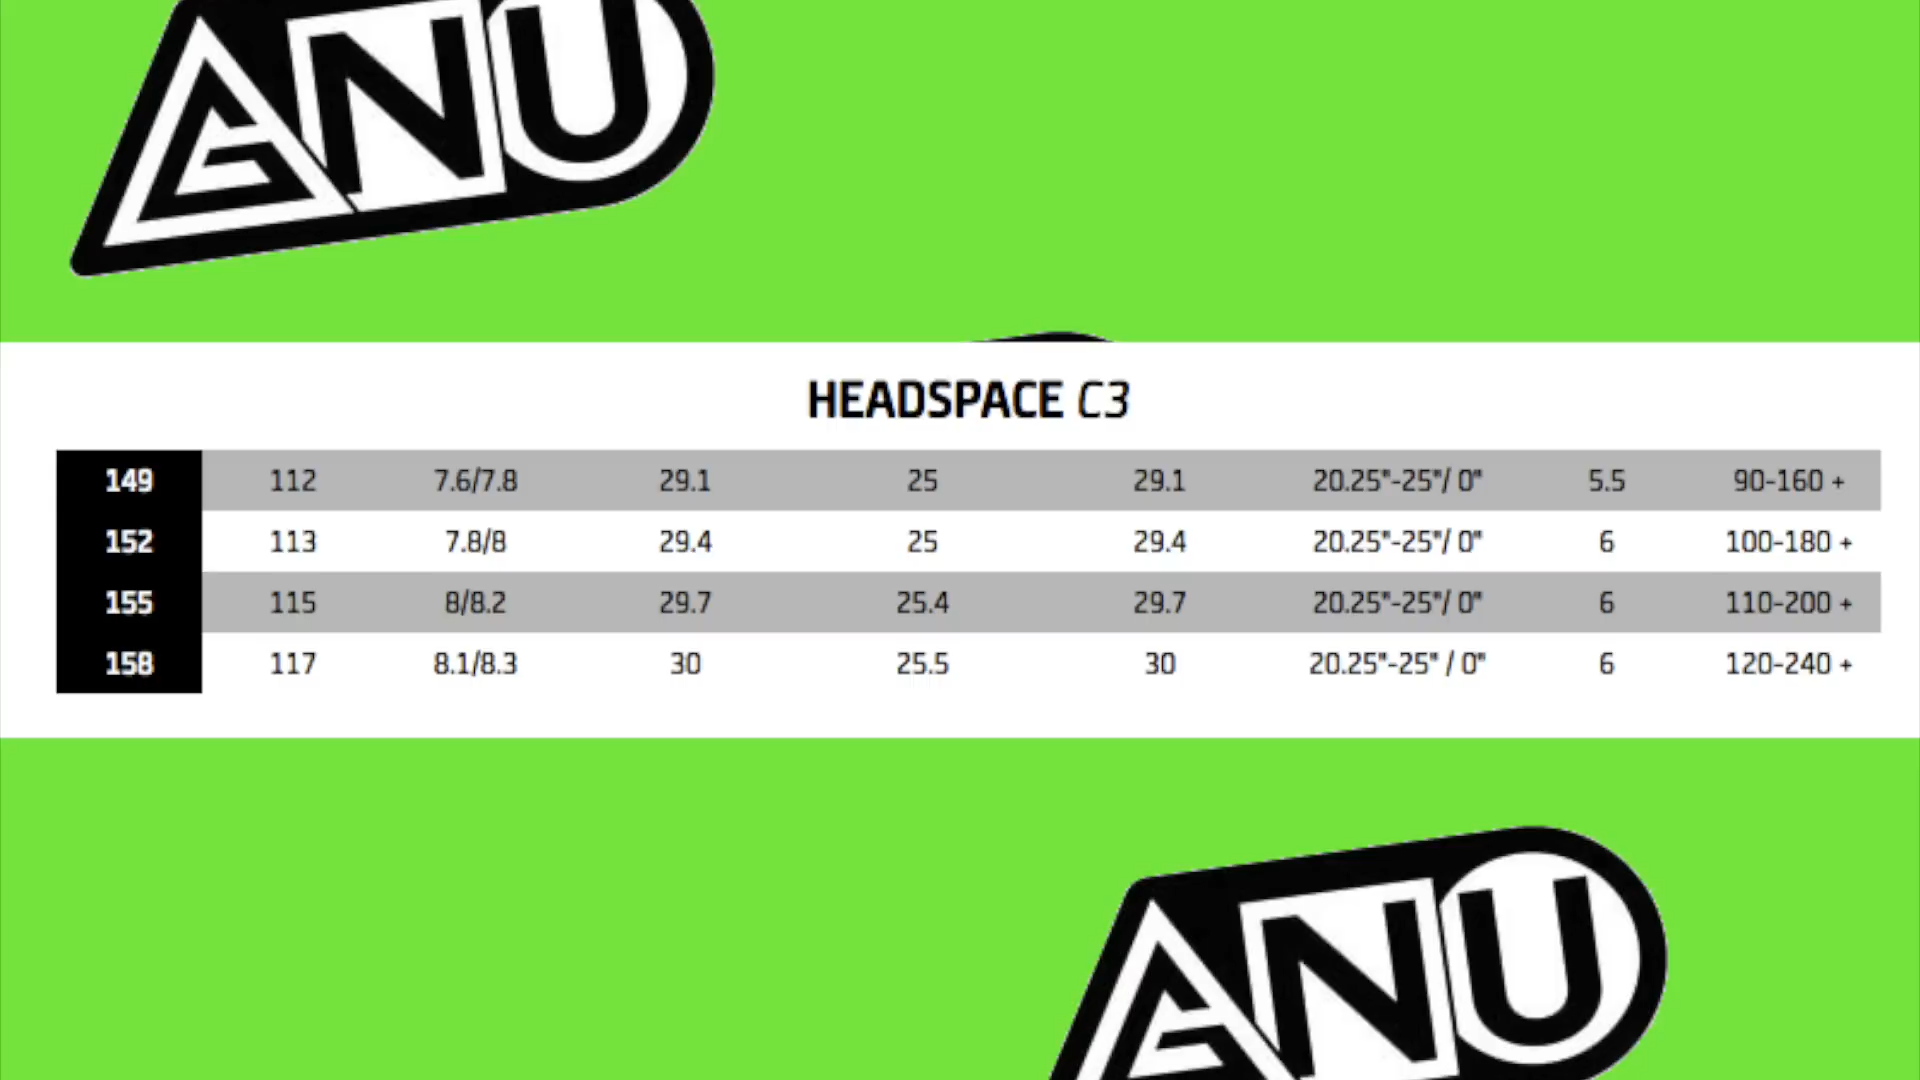 GNU
HEADSPACE C3
149 112 7.6/7.8 29.1 25 29.1 20.25"-25"/ 0" 5.5 90-160 +
152 113 7.8/8 29.4 25 29.4 20.25"-25"/ 0" 6 100-180 +
155 115 8/8.2 29.7 25.4 29.7 20.25"-25"/ 0" 6 110-200 +
158 117 8.1/8.3 30 25.5 30 20.25"-25" / 0" 6 120-240 +
GNU